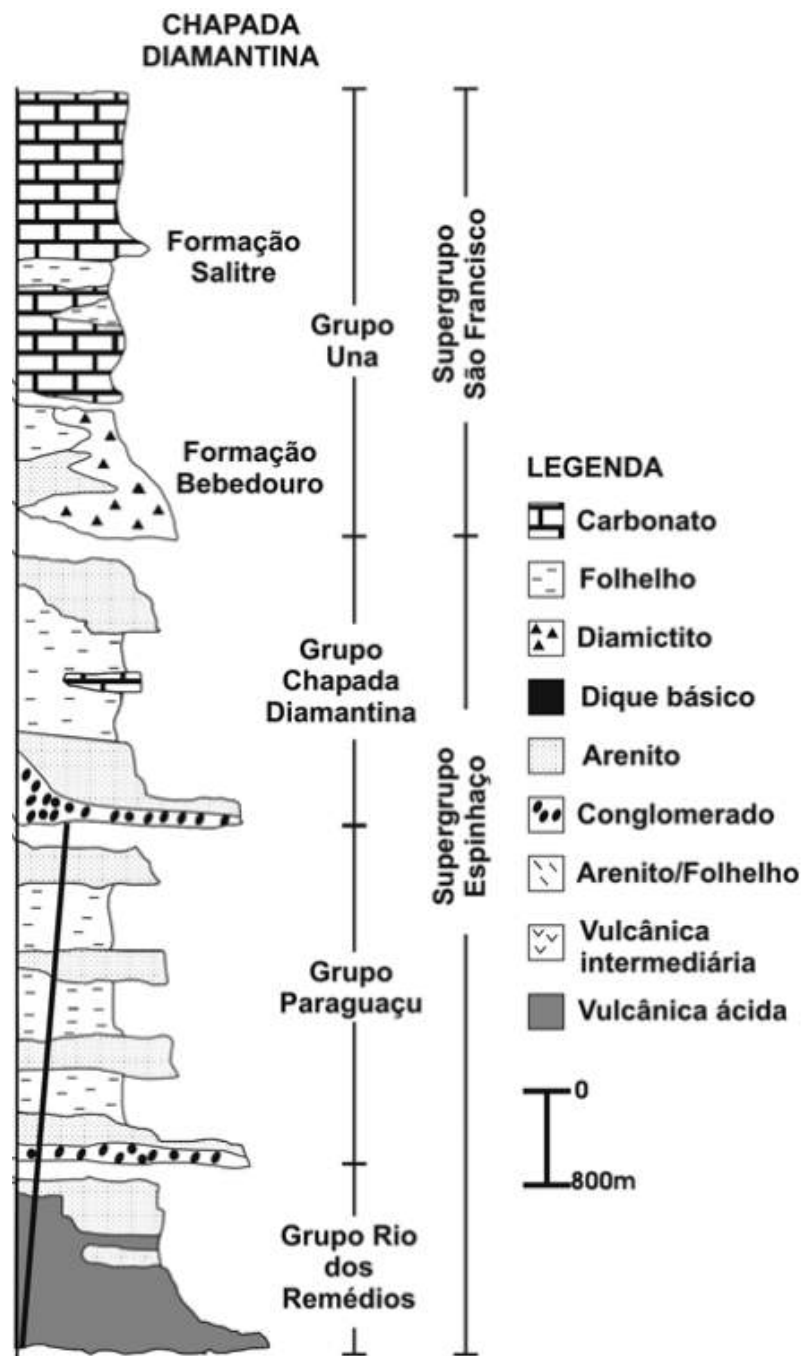 CHAPADA
DIAMANTINA
Formação
Salitre
Grupo
Una
Supergrupo
São Francisco
Formação
Bebedouro
Grupo
Chapada
Diamantina
Supergrupo
Espinhaço
Grupo
Paraguaçu
Grupo Rio
dos
Remédios
LEGENDA
Carbonato
Folhelho
Diamictito
Dique básico
Arenito
Conglomerado
Arenito/Folhelho
Vulcânica
intermediária
Vulcânica ácida
0
800m